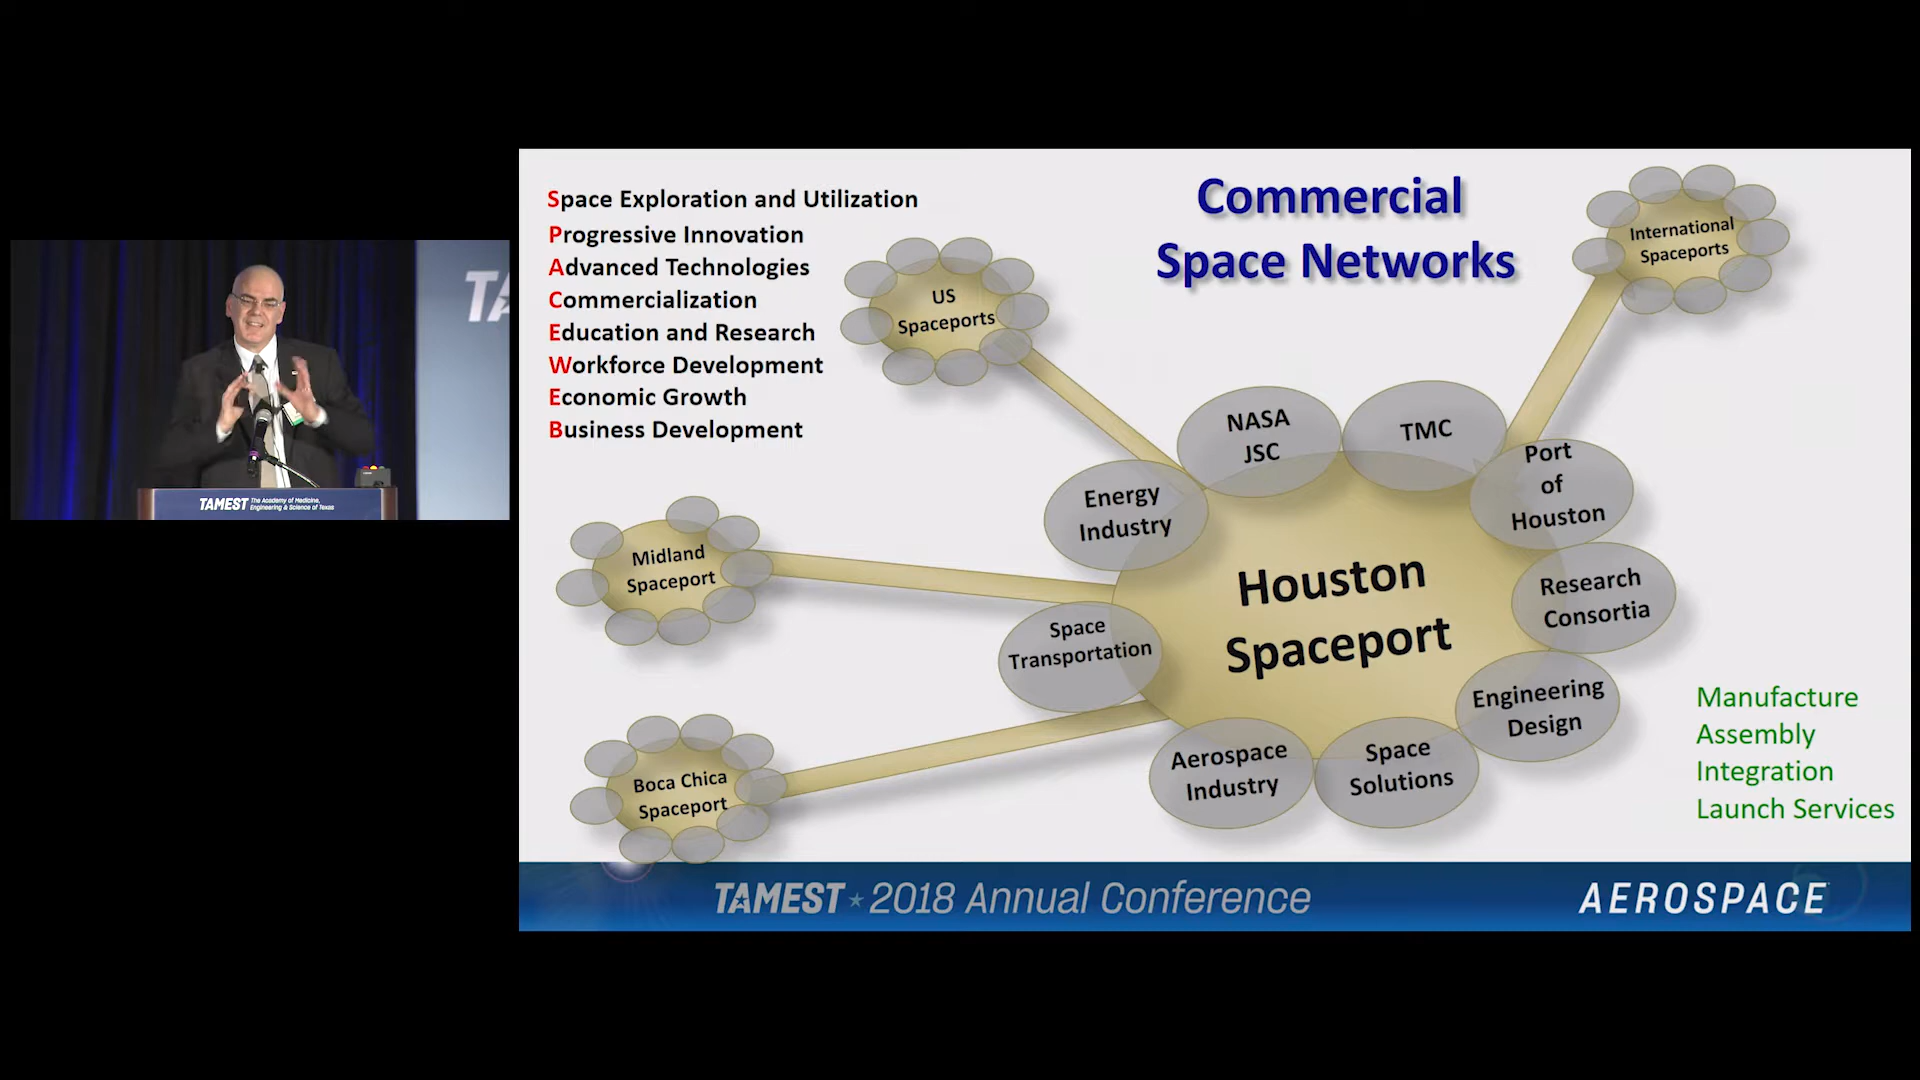 TA
TAMEST The Academy of Medicine,
Engineering & Science of Texas
Space Exploration and Utilization
Progressive Innovation
Advanced Technologies
Commercialization
Education and Research
Workforce Development
Economic Growth
Business Development
Commercial
Space Networks
International
Spaceports
US
Spaceports
NASA
JSC
TMC
Port
of
Houston
Energy
Industry
Midland
Spaceport
Houston
Spaceport
Research
Consortia
Space
Transportation
Engineering
Design
Aerospace
Industry
Space
Solutions
Boca Chica
Spaceport
Manufacture
Assembly
Integration
Launch Services
TAMEST 2018 Annual Conference
AEROSPACE